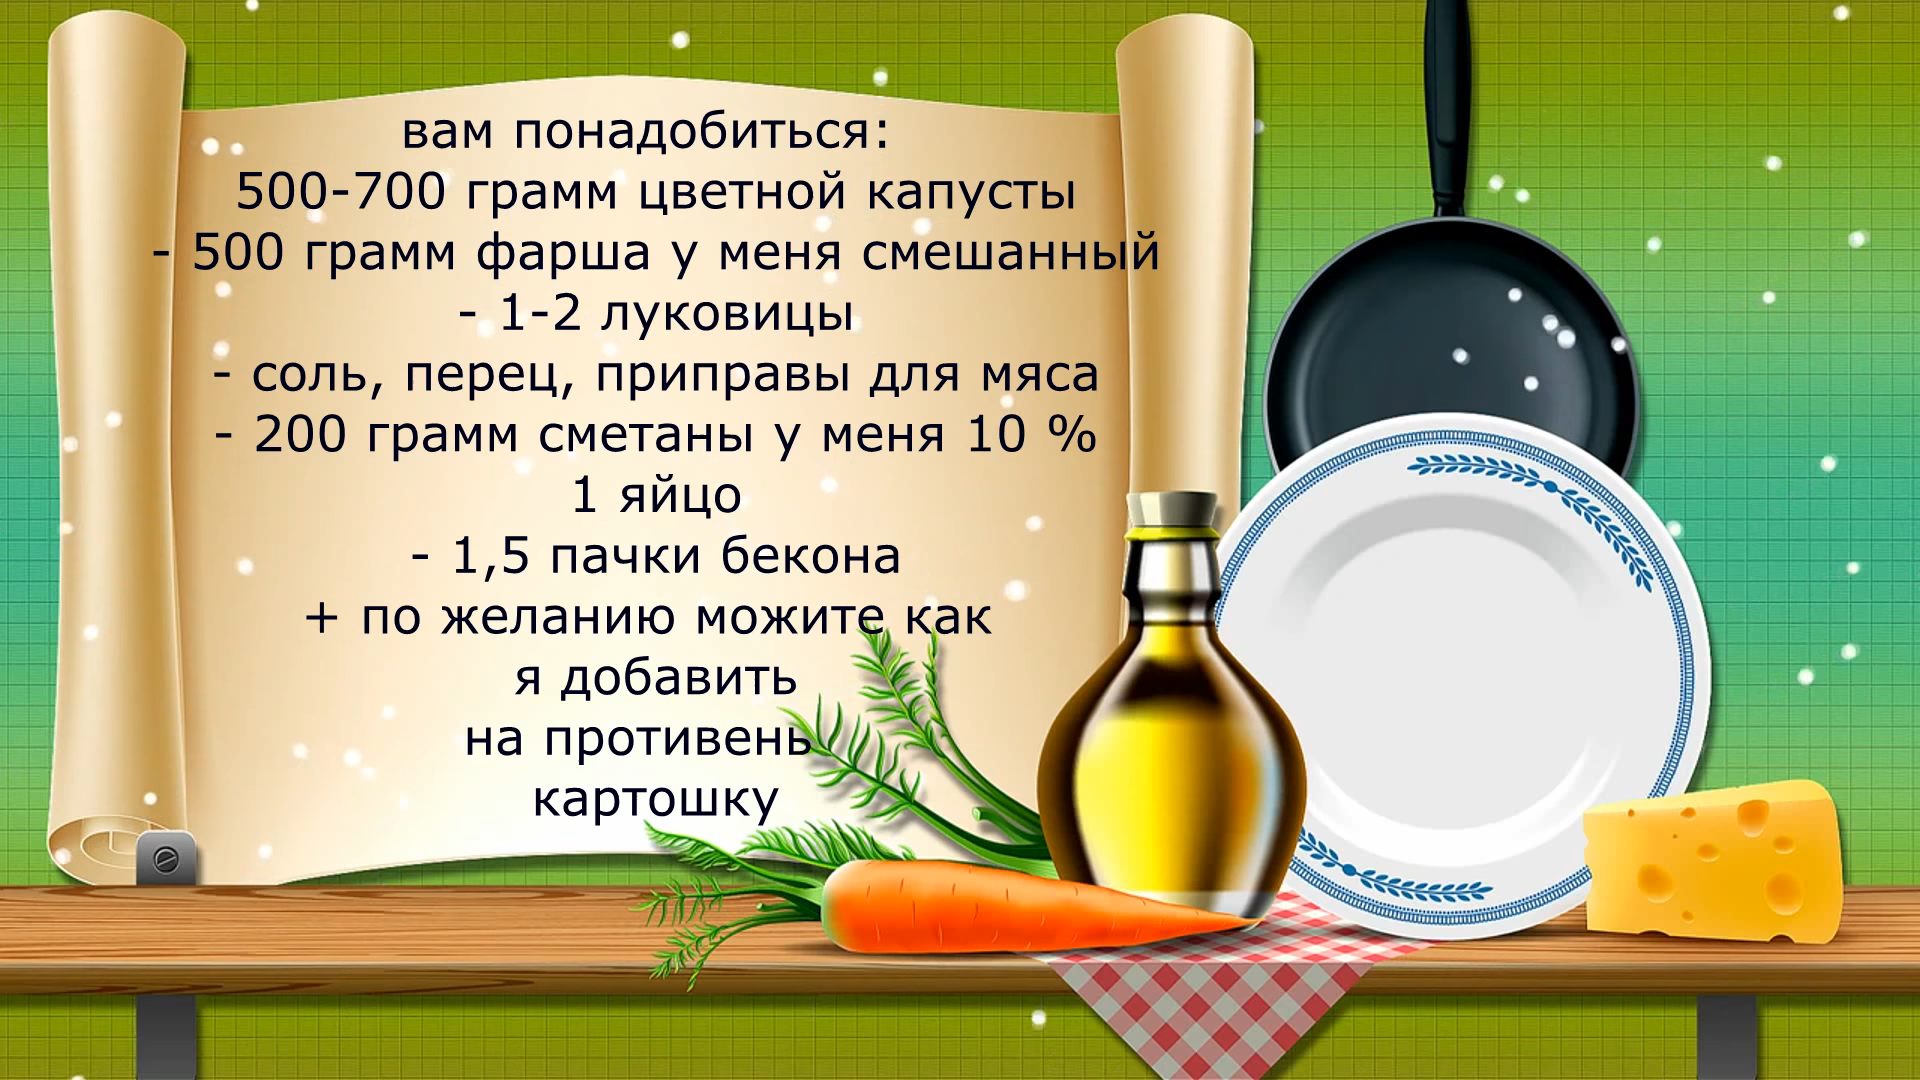 вам понадобиться:
500-700 грамм цветной капусты
- 500 грамм фарша у меня смешанный
- 1-2 луковицы
- соль, перец, приправы для мяса
- 200 грамм сметаны у меня 10 %
1 яйцо
- 1,5 пачки бекона
+ по желанию можите как
я добавить
на противень
картошку